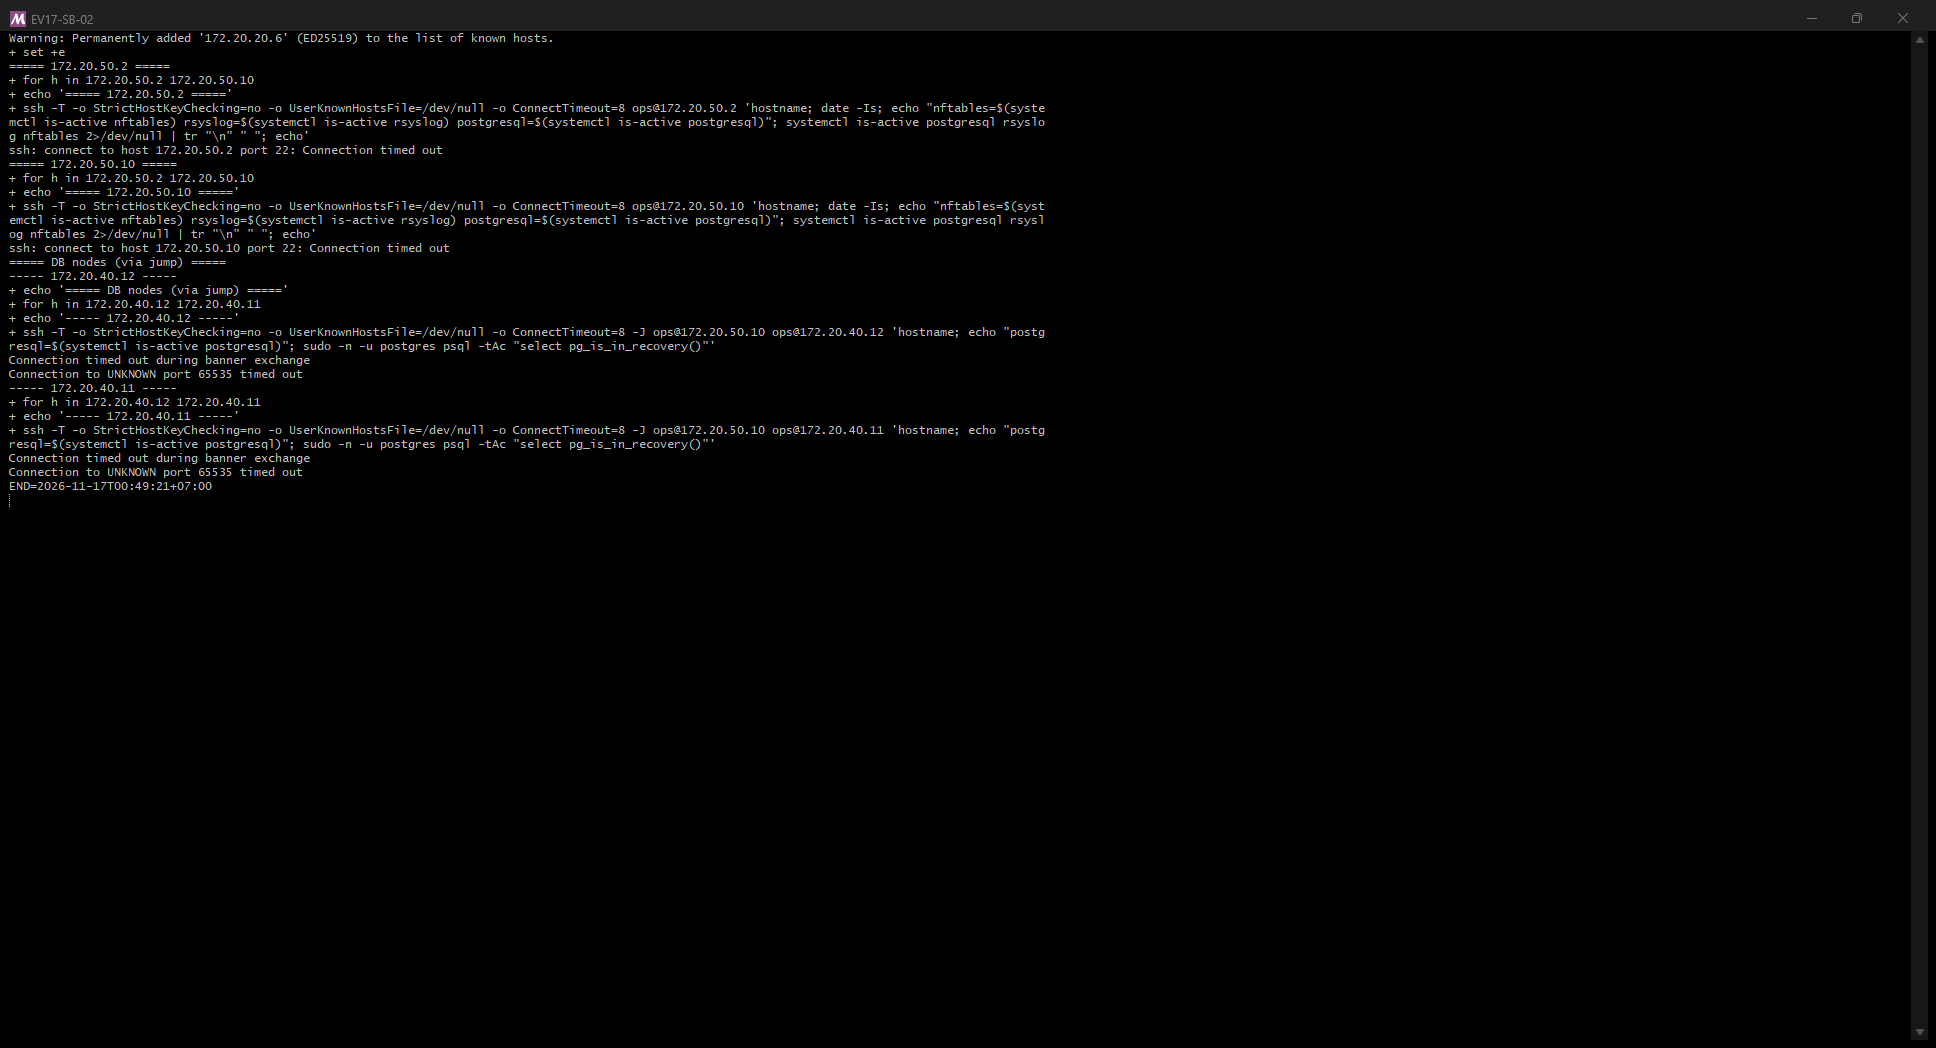 EV17-SB-02
Warning: Permanently added '172.20.20.6' (ED25519) to the list of known hosts.
+ set +e
===== 172.20.50.2 =====
+ for h in 172.20.50.2 172.20.50.10
+ echo '===== 172.20.50.2 ====='
+ ssh -T -o StrictHostKeyChecking=no -o UserKnownHostsFile=/dev/null -o ConnectTimeout=8 ops@172.20.50.2 'hostname; date -Is; echo "nftables=$(syste
mctl is-active nftables) rsyslog=$(systemctl is-active rsyslog) postgresql=$(systemctl is-active postgresql)"; systemctl is-active postgresql rsyslo
g nftables 2>/dev/null | tr "\n" " "; echo'
ssh: connect to host 172.20.50.2 port 22: Connection timed out
===== 172.20.50.10 =====
+ for h in 172.20.50.2 172.20.50.10
+ echo '===== 172.20.50.10 ====='
+ ssh -T -o StrictHostKeyChecking=no -o UserKnownHostsFile=/dev/null -o ConnectTimeout=8 ops@172.20.50.10 'hostname; date -Is; echo "nftables=$(syst
emctl is-active nftables) rsyslog=$(systemctl is-active rsyslog) postgresql=$(systemctl is-active postgresql)"; systemctl is-active postgresql rsysl
og nftables 2>/dev/null | tr "\n" " "; echo'
ssh: connect to host 172.20.50.10 port 22: Connection timed out
===== DB nodes (via jump) =====
----- 172.20.40.12 -----
+ echo '===== DB nodes (via jump) ====='
+ for h in 172.20.40.12 172.20.40.11
+ echo '----- 172.20.40.12 -----'
+ ssh -T -o StrictHostKeyChecking=no -o UserKnownHostsFile=/dev/null -o ConnectTimeout=8 -J ops@172.20.50.10 ops@172.20.40.12 'hostname; echo "postg
resql=$(systemctl is-active postgresql)"; sudo -n -u postgres psql -tAc "select pg_is_in_recovery()"'
Connection timed out during banner exchange
Connection to UNKNOWN port 65535 timed out
----- 172.20.40.11 -----
+ for h in 172.20.40.12 172.20.40.11
+ echo '----- 172.20.40.11 -----'
+ ssh -T -o StrictHostKeyChecking=no -o UserKnownHostsFile=/dev/null -o ConnectTimeout=8 -J ops@172.20.50.10 ops@172.20.40.11 'hostname; echo "postg
resql=$(systemctl is-active postgresql)"; sudo -n -u postgres psql -tAc "select pg_is_in_recovery()"'
Connection timed out during banner exchange
Connection to UNKNOWN port 65535 timed out
END=2026-11-17T00:49:21+07:00